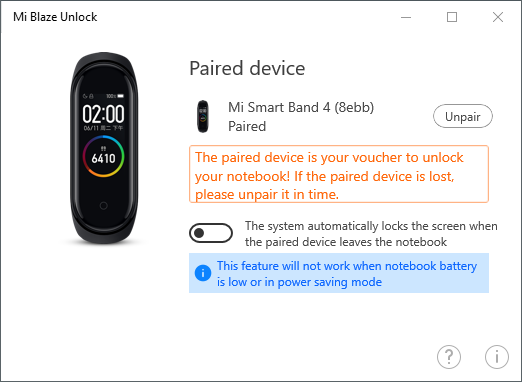 Mi Blaze Unlock
Paired device
02:00
06/11 周二 下午
6410
Mi Smart Band 4 (8ebb)
Paired
Unpair
The paired device is your voucher to unlock
your notebook! If the paired device is lost,
please unpair it in time.
The system automatically locks the screen when
the paired device leaves the notebook
This feature will not work when notebook battery
is low or in power saving mode